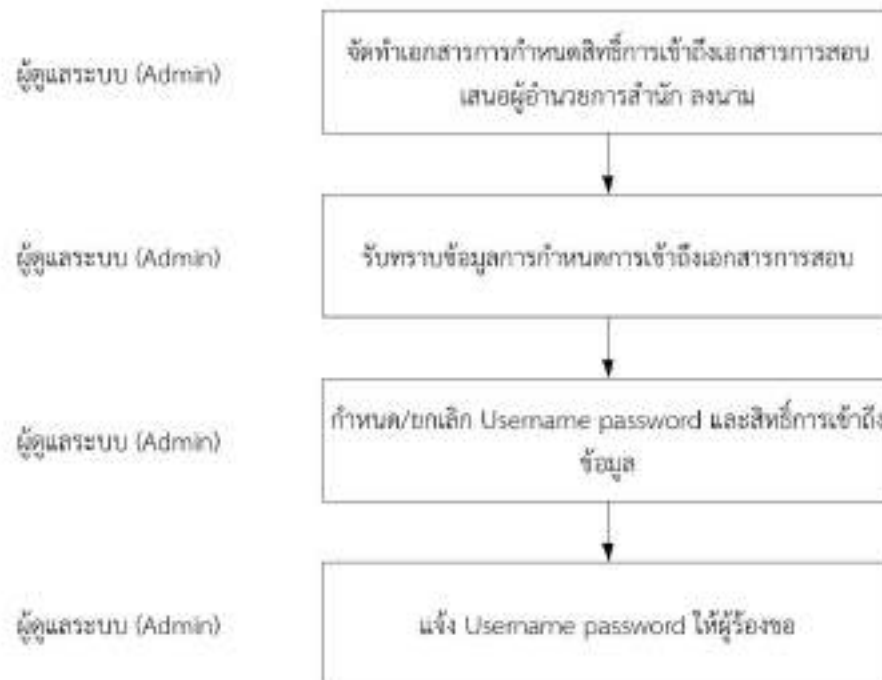 ผู้ดูแลระบบ (Admin)
จัดทำเอกสารการกำหนดสิทธิ์การเข้าถึงเอกสารการสอบ
เสนอผู้อำนวยการสำนัก ลงนาม
ผู้ดูแลระบบ (Admin)
รับทราบข้อมูลการกำหนดการเข้าถึงเอกสารการสอบ
ผู้ดูแลระบบ (Admin)
กำหนด/ยกเลิก Username password และสิทธิ์การเข้าถึง
ข้อมูล
ผู้ดูแลระบบ (Admin)
แจ้ง Username password ให้ผู้ร้องขอ